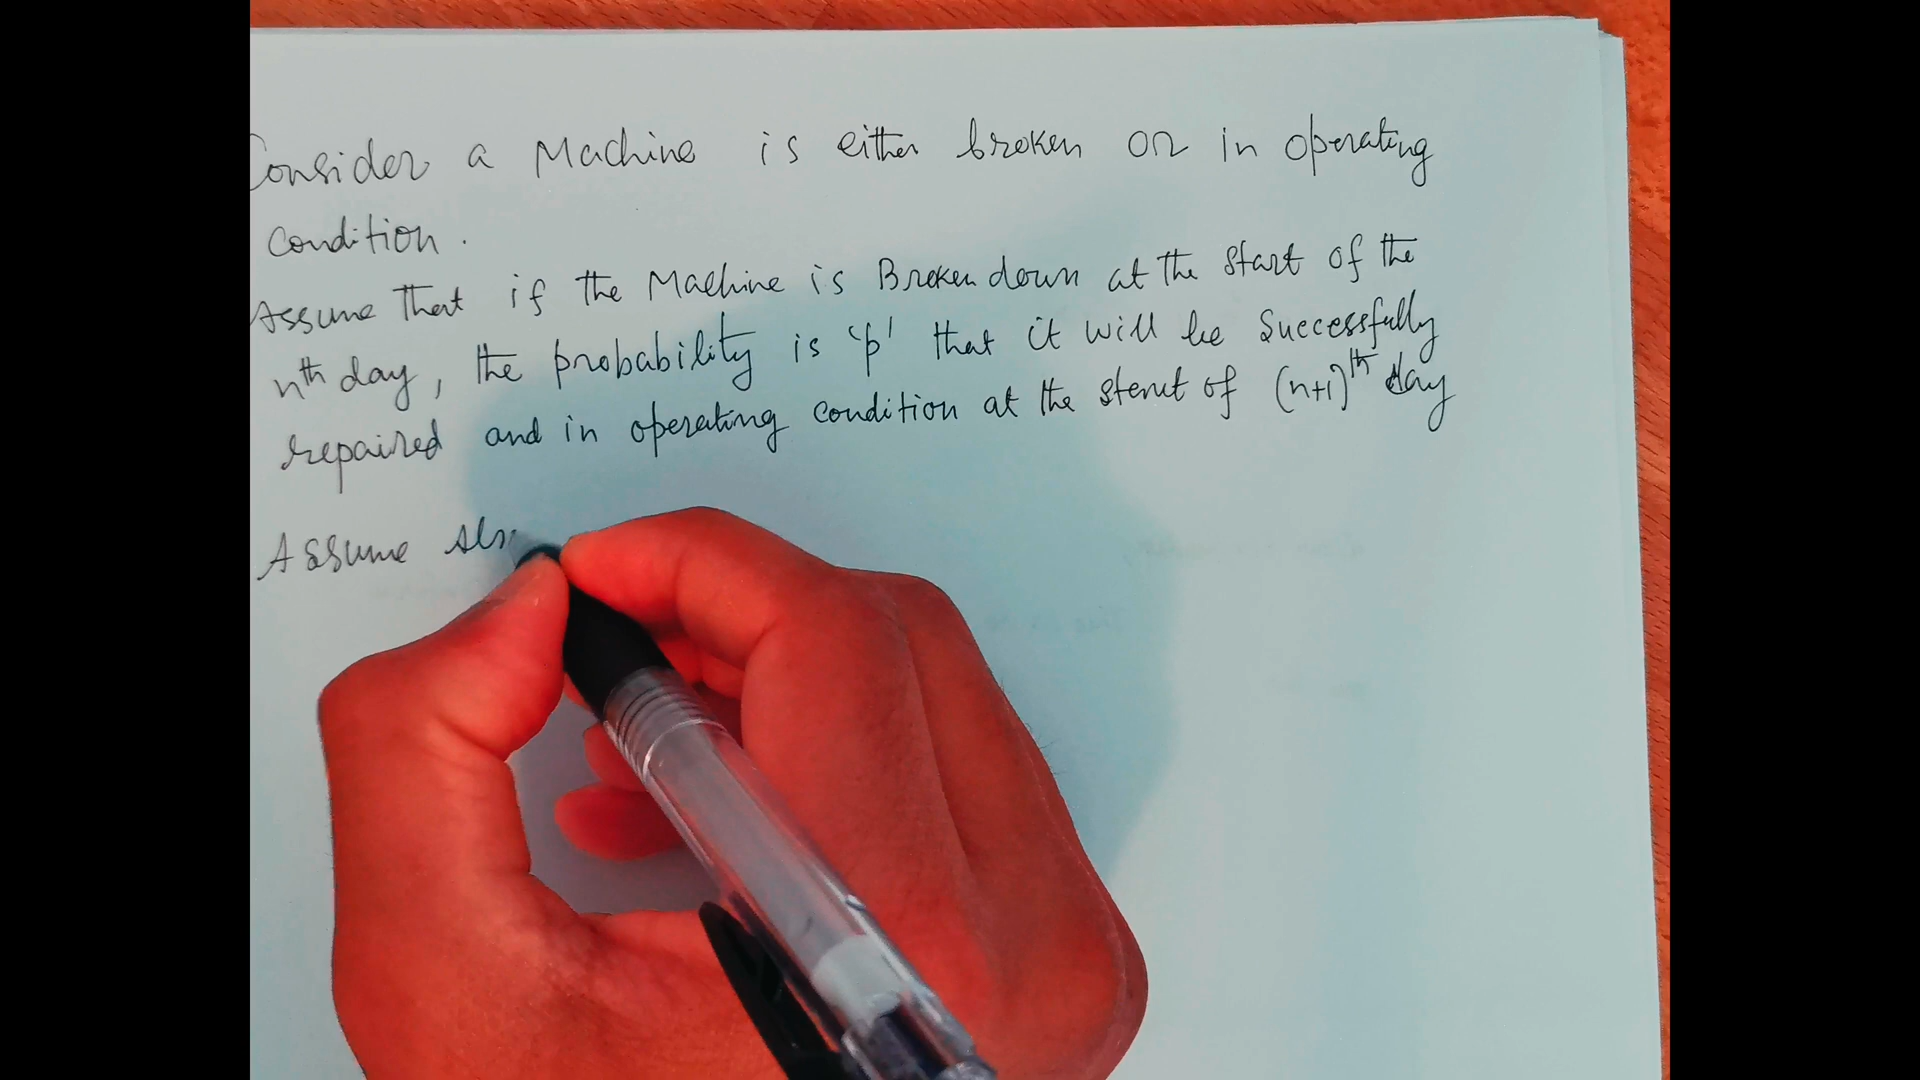 Consider a Machine is either broken or in operating
condition.
Assume that if the Machine is Broken down at the start of the
nth day, the probability is 'p' that it will be Successfully
repaired and in operating condition at the start of (n+1)th day
Assume